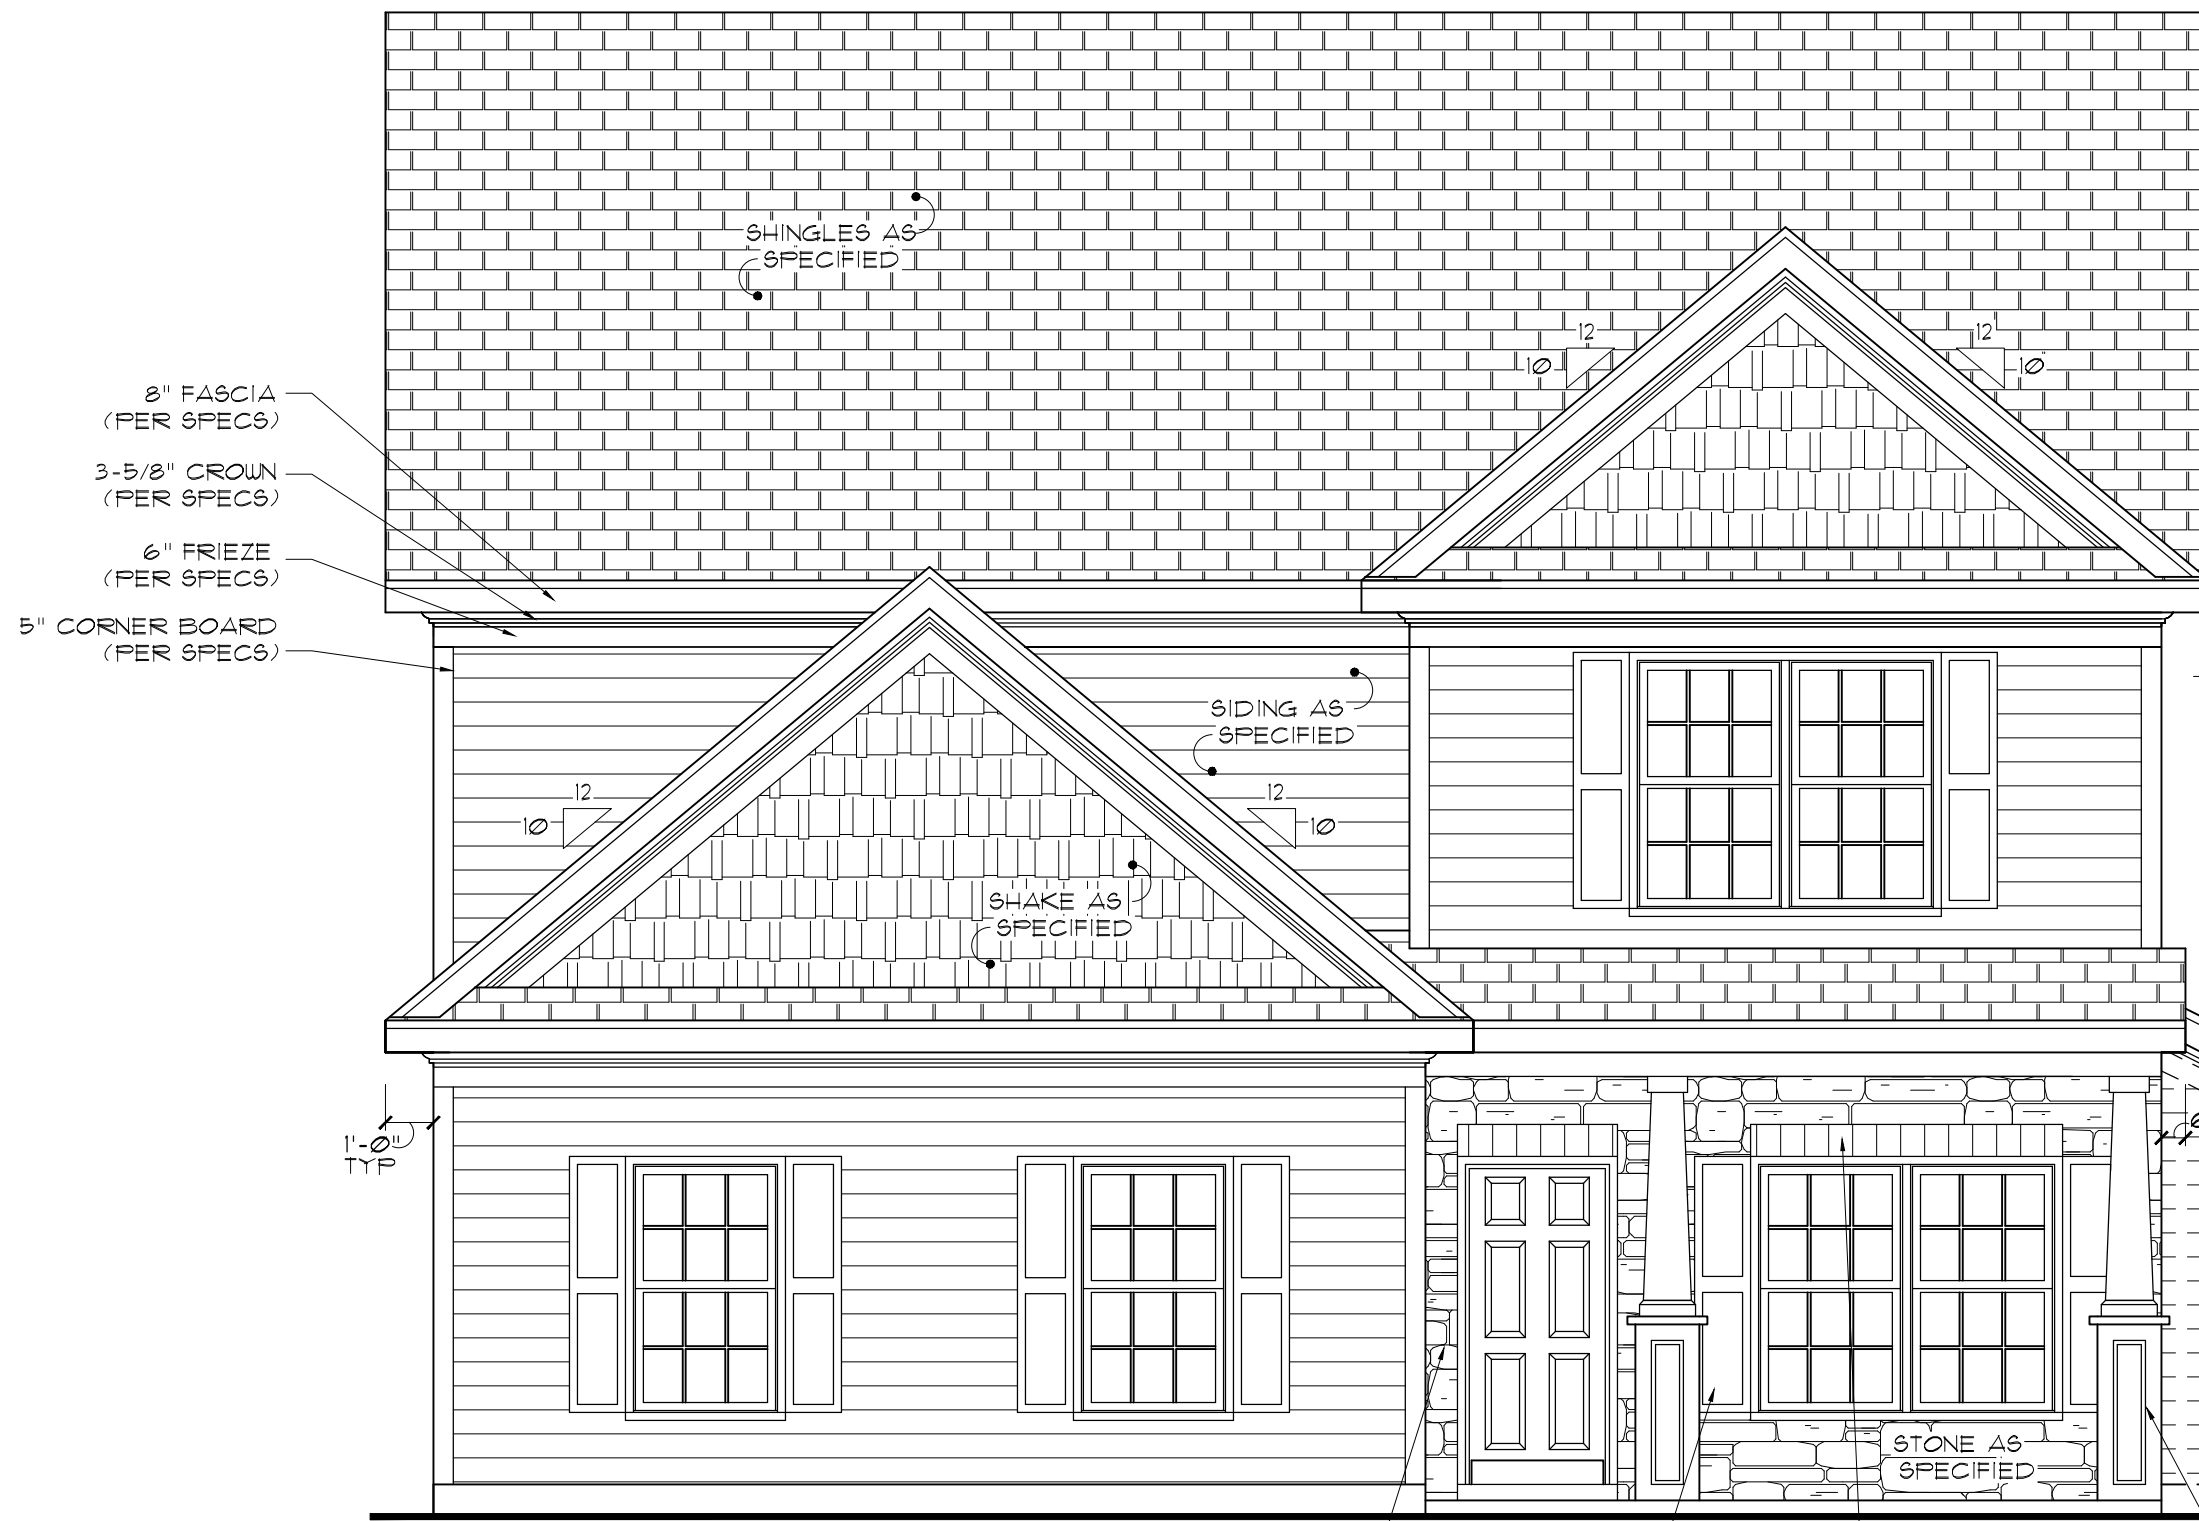 SHINGLES AS
SPECIFIED
12
10
12
10
8" FASCIA
(PER SPECS)
3-5/8" CROWN
(PER SPECS)
6" FRIEZE
(PER SPECS)
5" CORNER BOARD
(PER SPECS)
SIDING AS
SPECIFIED
12
10
12
10
SHAKE AS
SPECIFIED
1'-0"
TYP
STONE AS
SPECIFIED